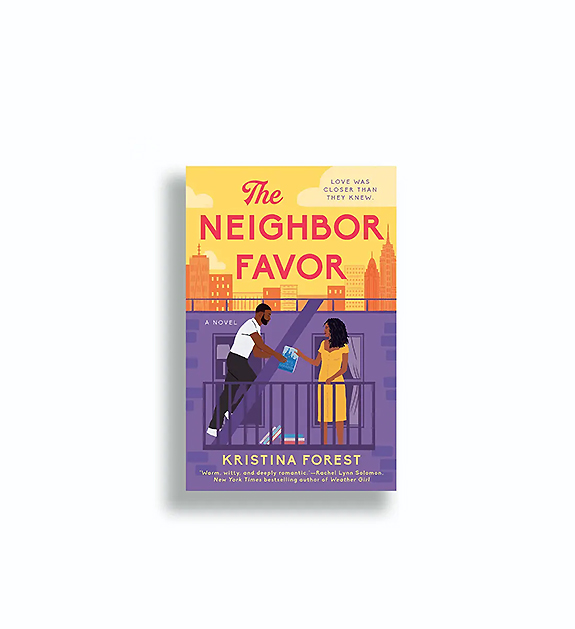 The
NEIGHBOR
FAVOR
LOVE WAS
CLOSER THAN
THEY KNEW.
A NOVEL
KRISTINA FOREST
"Warm, witty, and deeply romantic."—Rachel Lynn Solomon,
New York Times bestselling author of Weather Girl